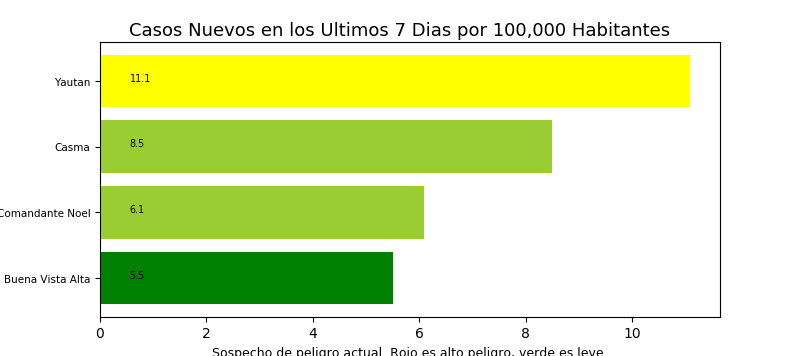 Casos Nuevos en los Ultimos 7 Dias por 100,000 Habitantes
Yautan
11.1
Casma
8.5
Comandante Noel
6.1
Buena Vista Alta
5.5
0 2 4 6 8 10
Sospecho de peligro actual. Rojo es alto peligro, verde es leve